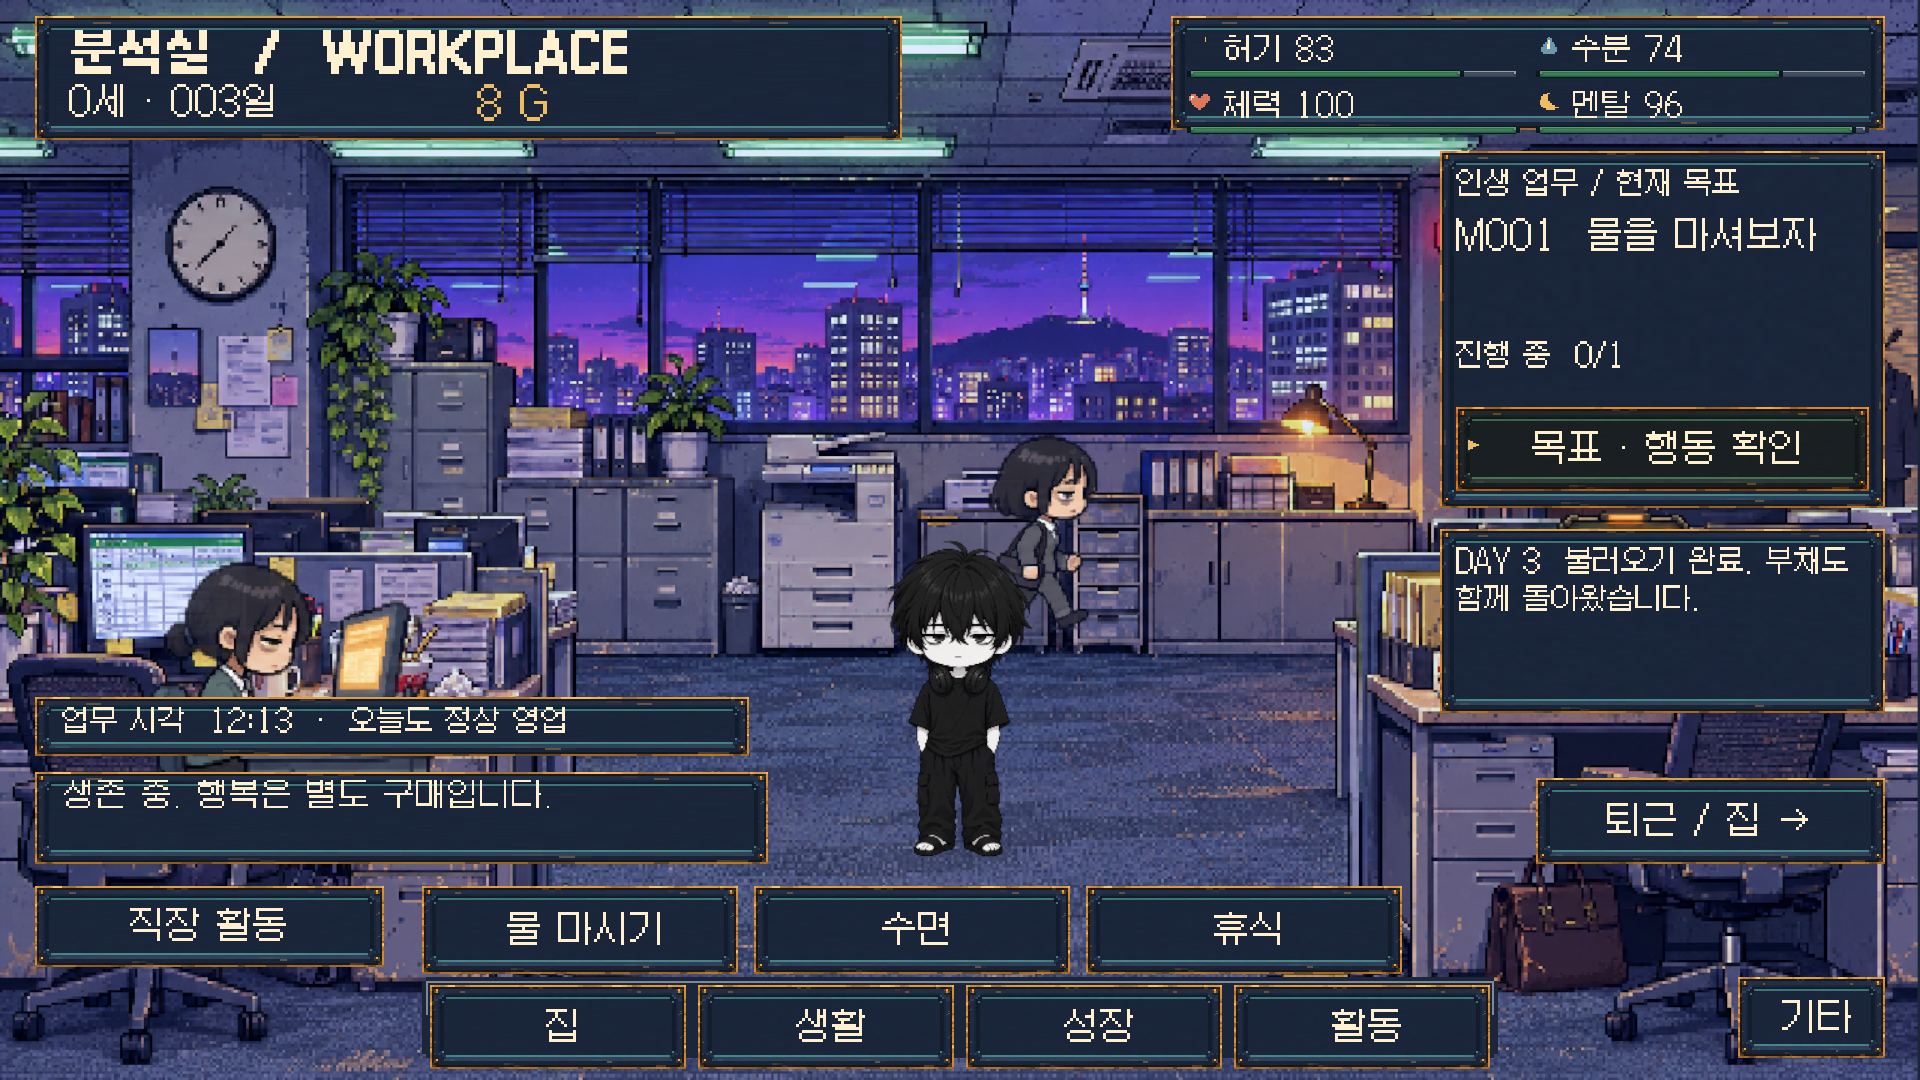 분석실 / WORKPLACE
0세 · 003일 8 G
허기 83 수분 74
체력 100 멘탈 96
인생 업무 / 현재 목표
M001 물을 마셔보자
진행 중 0/1
목표 · 행동 확인
DAY 3 불러오기 완료. 부채도
함께 돌아왔습니다.
업무 시각 12:13 · 오늘도 정상 영업
생존 중. 행복은 별도 구매입니다.
퇴근 / 집 →
직장 활동
물 마시기
수면
휴식
집
생활
성장
활동
기타